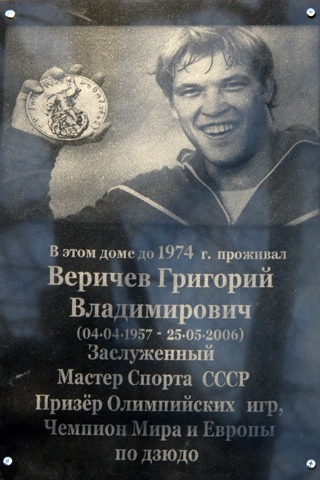 В этом доме до 1974 г. проживал
Веричев Григорий
Владимирович
(04.04.1957 - 25.05.2006)
Заслуженный
Мастер Спорта СССР
Призёр Олимпийских игр,
Чемпион Мира и Европы
по дзюдо